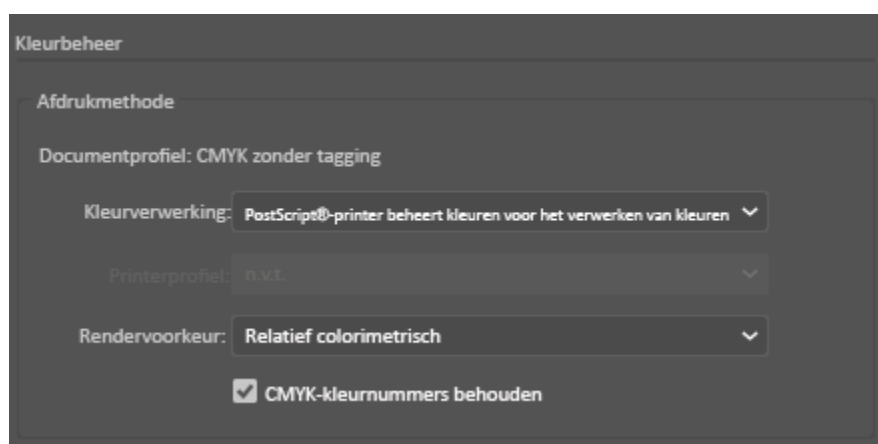 Kleurbeheer
Afdrukmethode
Documentprofiel: CMYK zonder tagging
Kleurverwerking: PostScript®-printer beheert kleuren voor het verwerken van kleuren
Printerprofiel: n.v.t.
Rendervoorkeur: Relatief colorimetrisch
CMYK-kleurnummers behouden